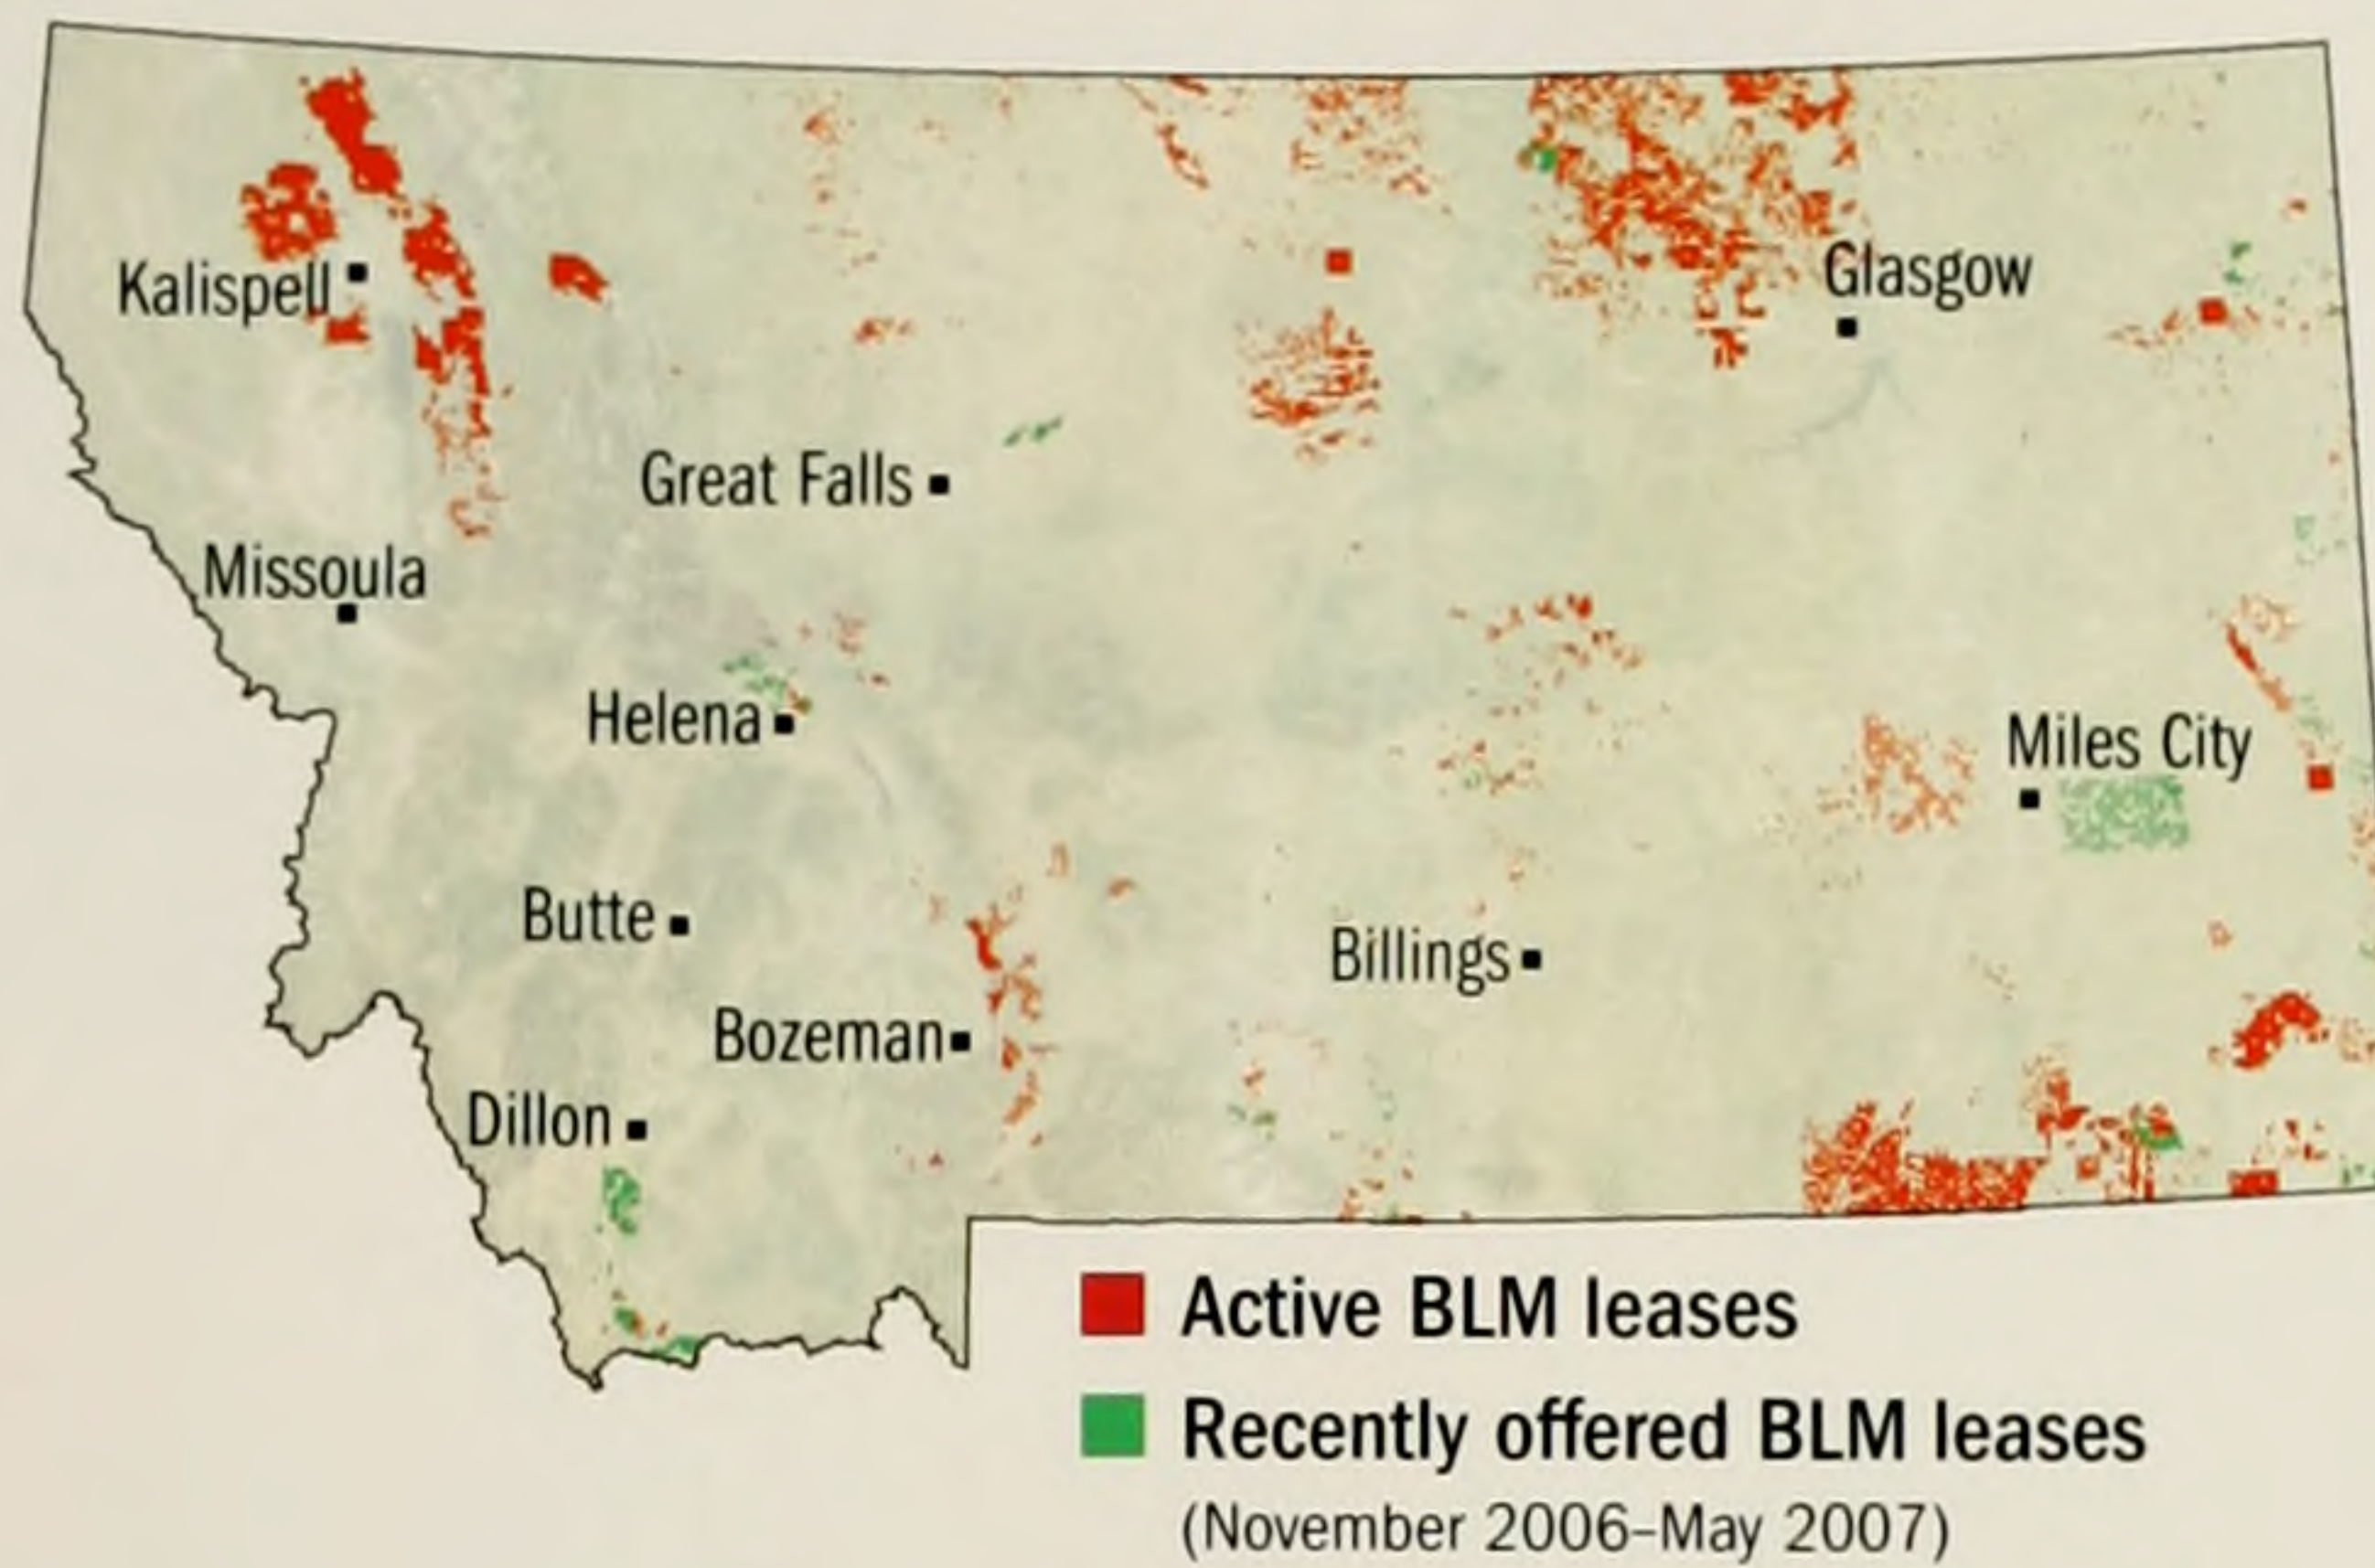 Kalispell
Glasgow
Great Falls
Missoula
Helena
Miles City
Butte
Billings
Bozeman
Dillon
Active BLM leases
Recently offered BLM leases
(November 2006–May 2007)